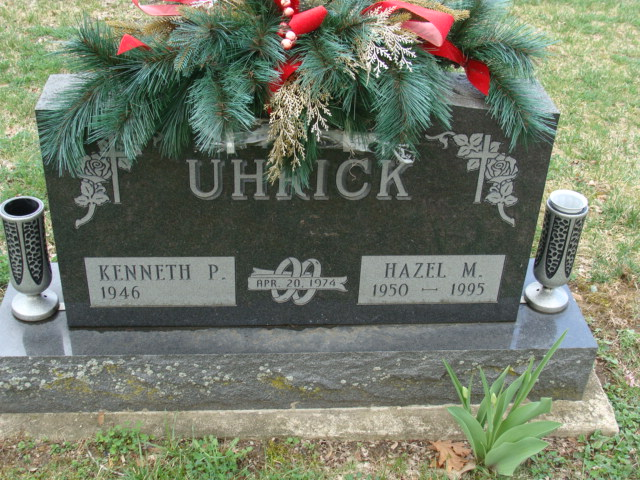 UHRICK
KENNETH P.
1946
APR. 20, 1974
HAZEL M.
1950 — 1995